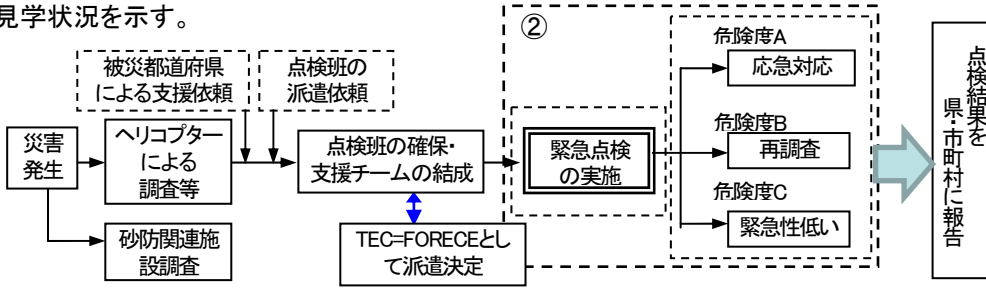 見学状況を示す。
②
被災都道府県
による支援依頼
点検班の
派遣依頼
災害
発生
ヘリコプター
による
調査等
砂防関連施
設調査
点検班の確保・
支援チームの結成
TEC=FORECEとし
て派遣決定
緊急点検
の実施
危険度A
応急対応
危険度B
再調査
危険度C
緊急性低い
点検結果を
県・市町村に報告